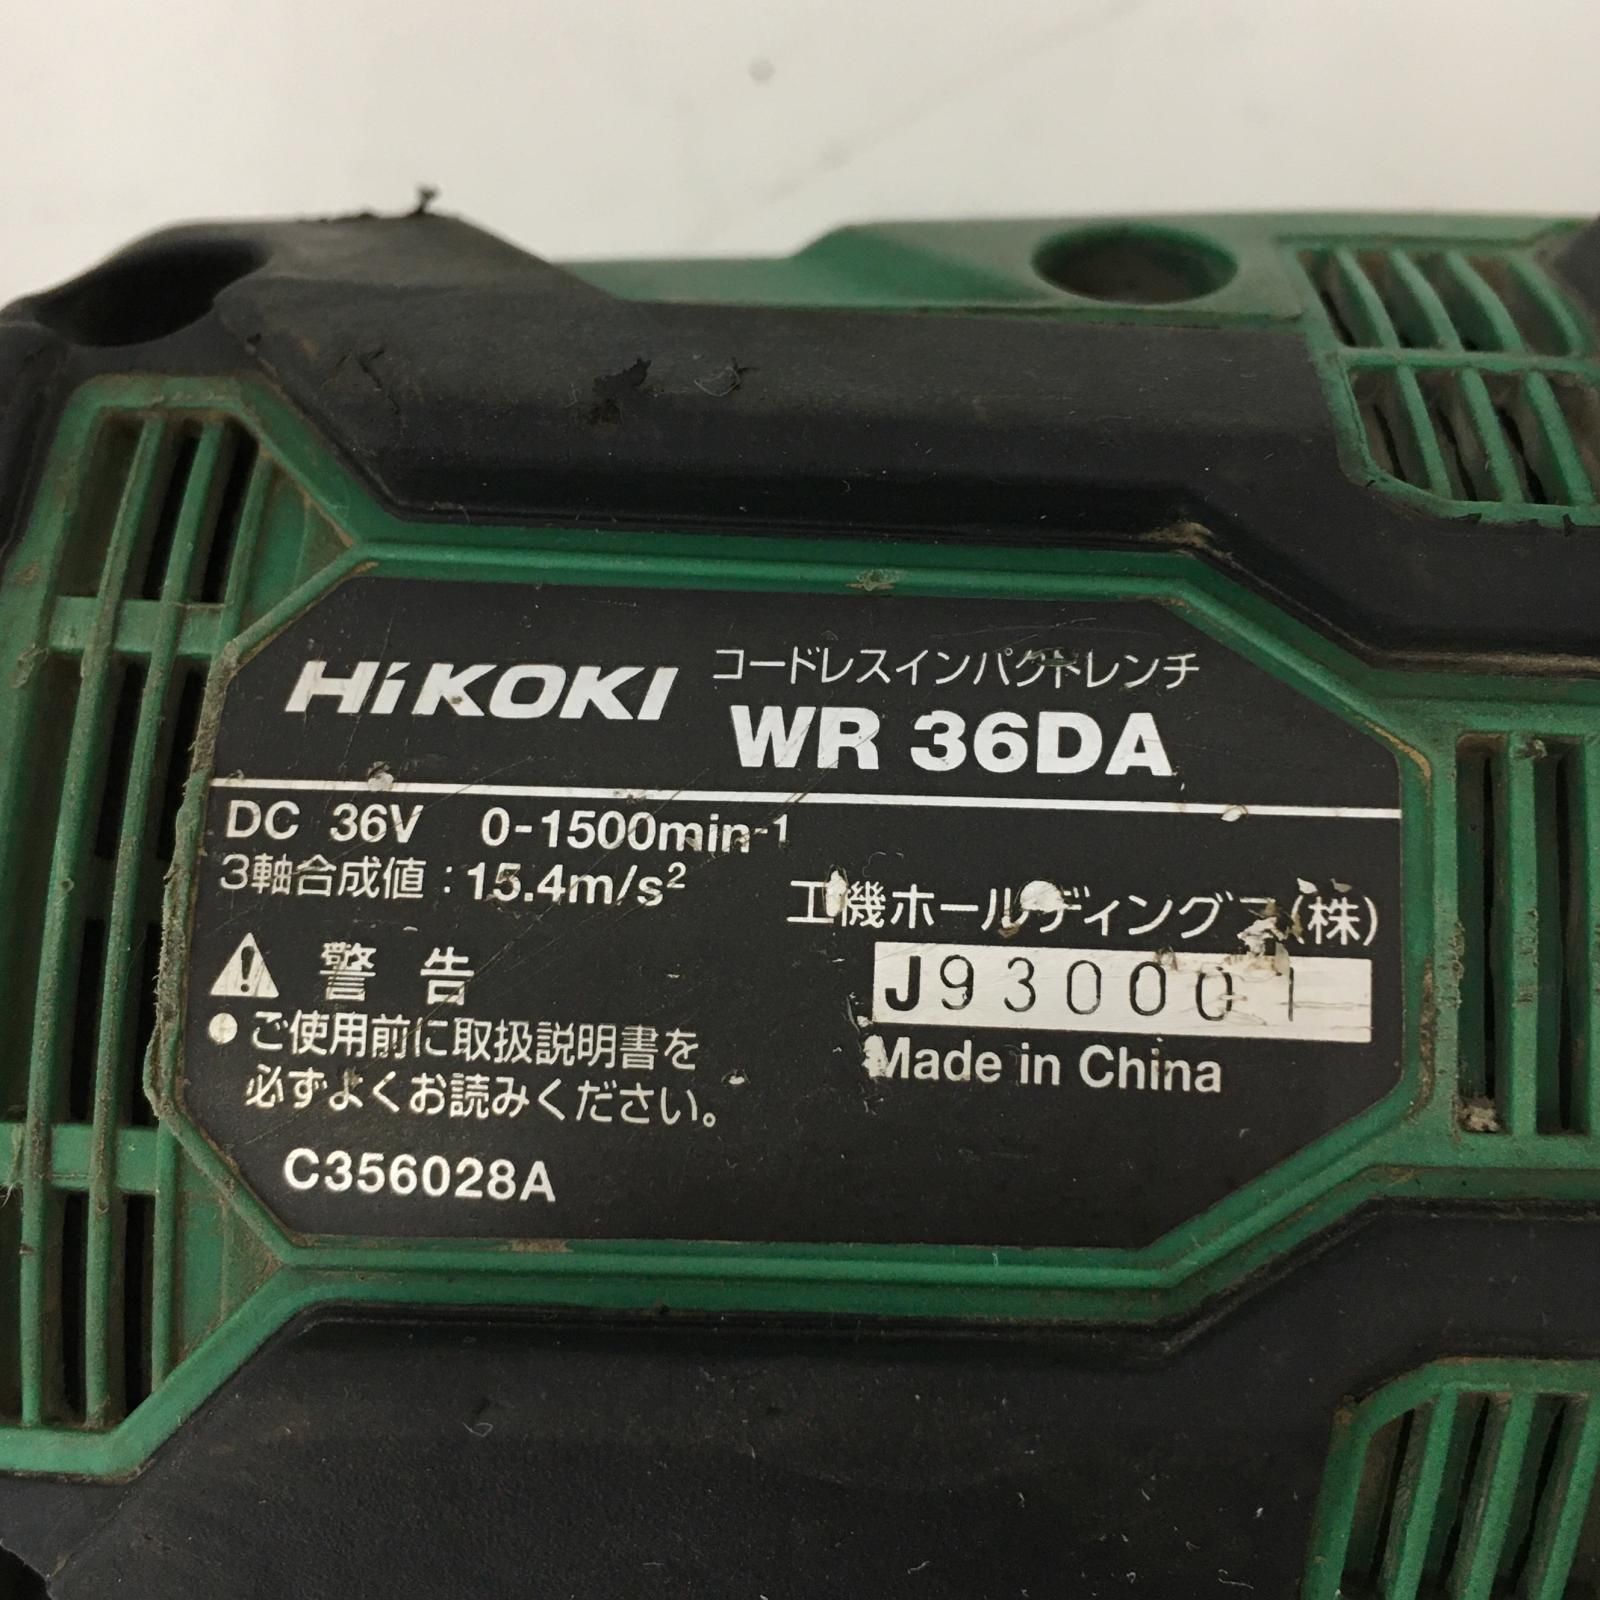 HiKOKI
コードレスインパクトレンチ
WR 36DA
DC 36V 0-1500min-1
3軸合成値:15.4m/s²
工機ホールディングス(株)
警告
J930001
●ご使用前に取扱説明書を
必ずよくお読みください。
Made in China
C356028A